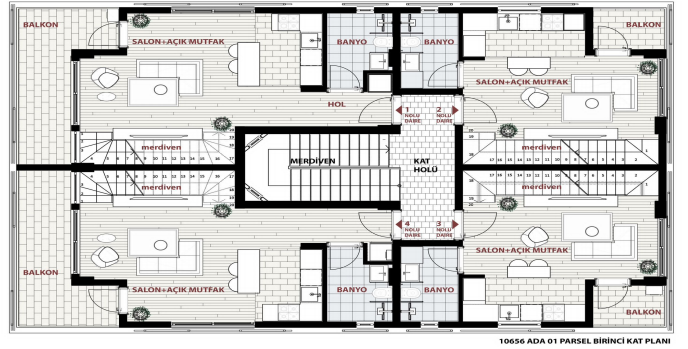 BALKON
SALON+AÇIK MUTFAK
BANYO
BANYO
BALKON
SALON+AÇIK MUTFAK
HOL
1
NOLU
DAİRE
2
NOLU
DAİRE
merdiven
MERDİVEN
KAT
HOLÜ
merdiven
merdiven
merdiven
4
NOLU
DAİRE
3
NOLU
DAİRE
SALON+AÇIK MUTFAK
BALKON
SALON+AÇIK MUTFAK
BANYO
BANYO
BALKON
10656 ADA 01 PARSEL BİRİNCİ KAT PLANI